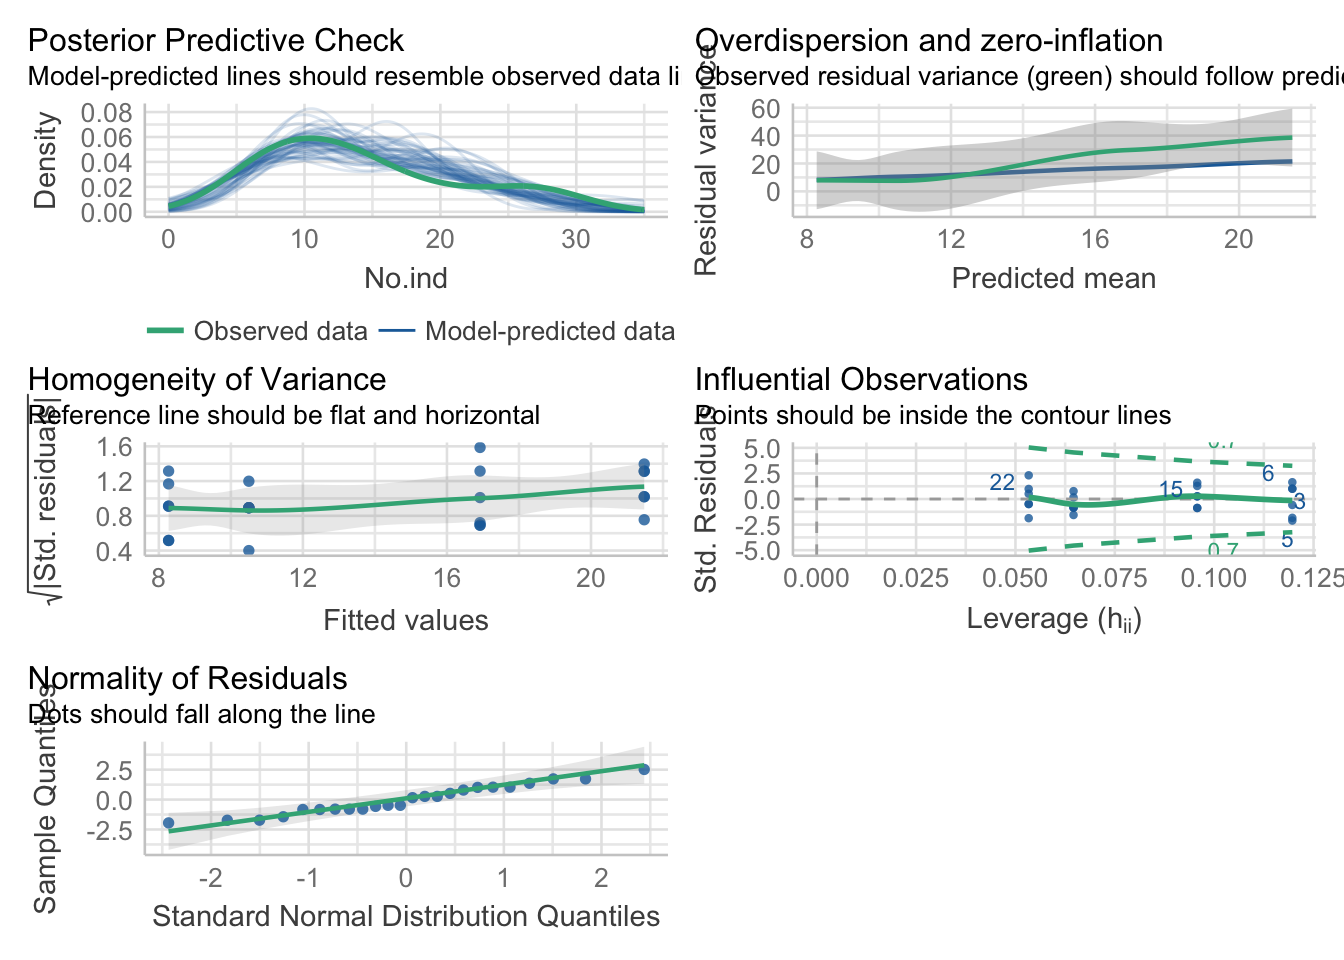 Posterior Predictive Check
Model-predicted lines should resemble observed data li
Density
0.08
0.06
0.04
0.02
0.00
0 10 20 30
No.ind
Observed data Model-predicted data
Overdispersion and zero-inflation
Observed residual variance (green) should follow predic
Residual variance
60
40
20
0
8 12 16 20
Predicted mean
Homogeneity of Variance
Reference line should be flat and horizontal
√|Std. residuals|
1.6
1.2
0.8
0.4
8 12 16 20
Fitted values
Influential Observations
Points should be inside the contour lines
Std. Residuals
5.0
2.5
0.0
-2.5
-5.0
0.7
22
15
6
3
5
0.7
0.000 0.025 0.050 0.075 0.100 0.125
Leverage (hii)
Normality of Residuals
Dots should fall along the line
Sample Quantiles
2.5
0.0
-2.5
-2 -1 0 1 2
Standard Normal Distribution Quantiles